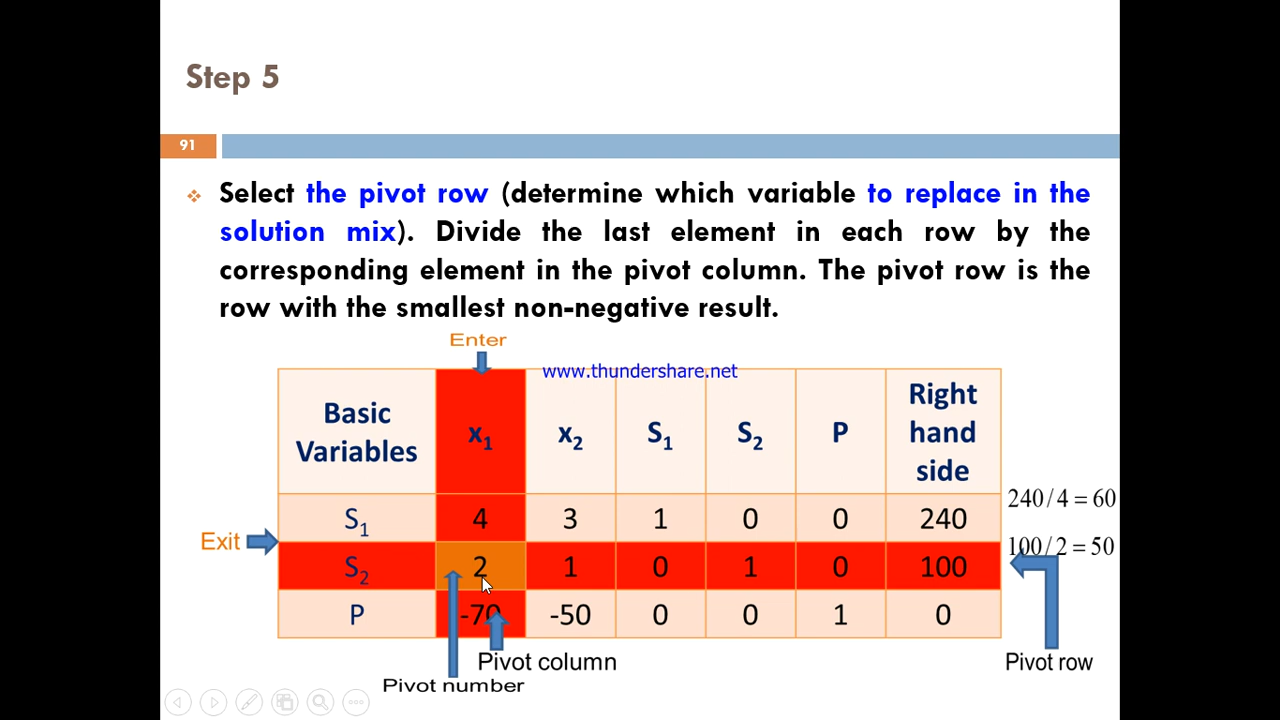 Step 5
91
❖ Select the pivot row (determine which variable to replace in the
solution mix). Divide the last element in each row by the
corresponding element in the pivot column. The pivot row is the
row with the smallest non-negative result.
Enter
www.thundershare.net
Basic Variables x₁ x₂ S₁ S₂ P Right hand side
240/4 = 60
S₁ 4 3 1 0 0 240
Exit
100/2 = 50
S₂ 2 1 0 1 0 100
P -70 -50 0 0 1 0
Pivot column
Pivot row
Pivot number